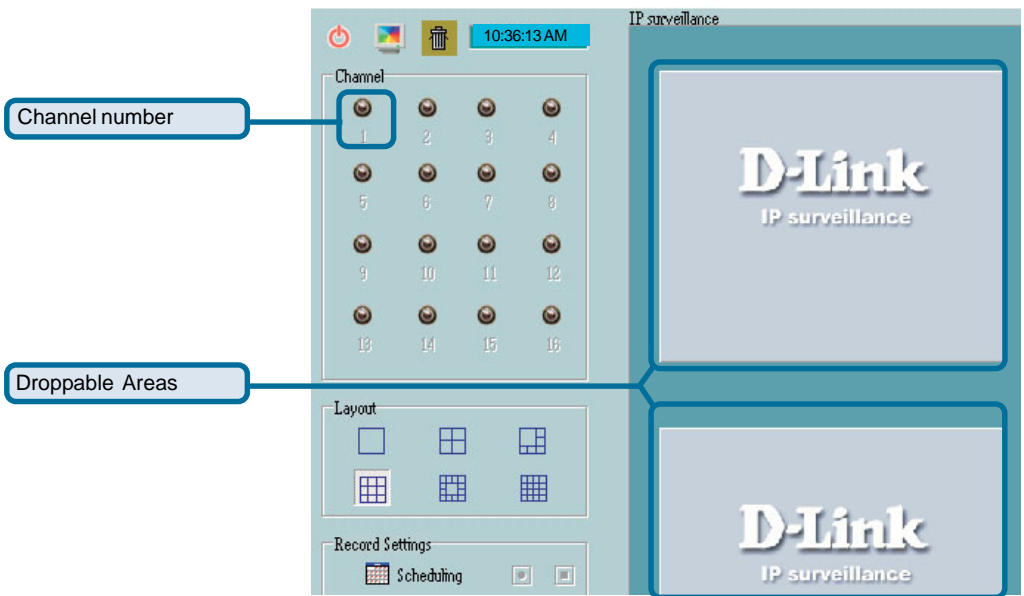 IP surveillance
10:36:13 AM
Channel
Channel number
1 2 3 4
5 6 7 8
9 10 11 12
13 14 15 16
D-Link
IP surveillance
Droppable Areas
Layout
Record Settings
Scheduling
D-Link
IP surveillance